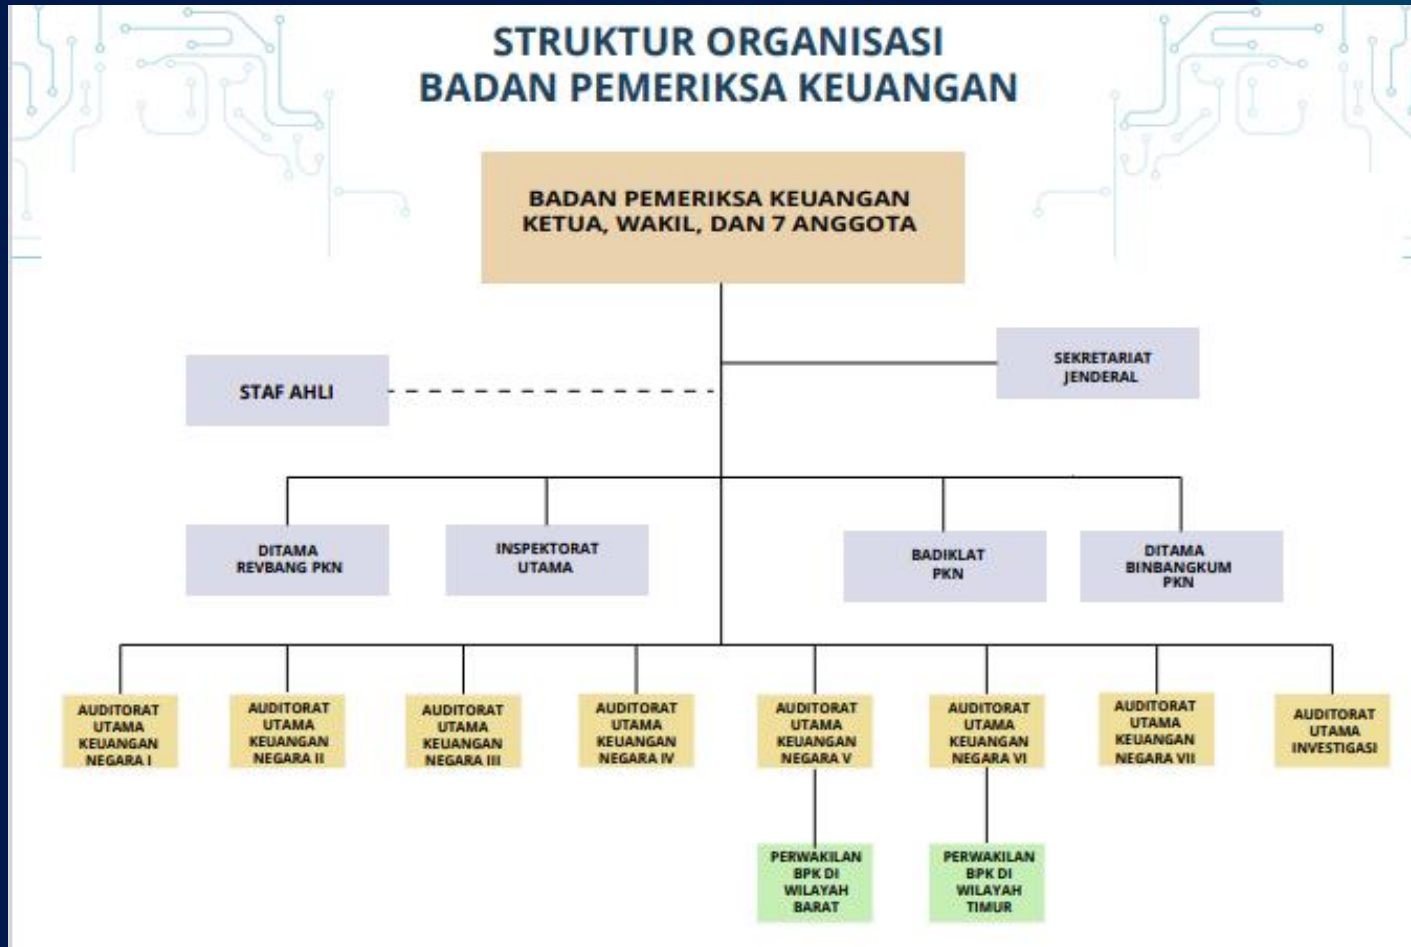 STRUKTUR ORGANISASI
BADAN PEMERIKSA KEUANGAN
BADAN PEMERIKSA KEUANGAN
KETUA, WAKIL, DAN 7 ANGGOTA
STAF AHLI
SEKRETARIAT
JENDERAL
DITAMA
REVBANG PKN
INSPEKTORAT
UTAMA
BADIKLAT
PKN
DITAMA
BINBANGKUM
PKN
AUDITORAT
UTAMA
KEUANGAN
NEGARA I
AUDITORAT
UTAMA
KEUANGAN
NEGARA II
AUDITORAT
UTAMA
KEUANGAN
NEGARA III
AUDITORAT
UTAMA
KEUANGAN
NEGARA IV
AUDITORAT
UTAMA
KEUANGAN
NEGARA V
AUDITORAT
UTAMA
KEUANGAN
NEGARA VI
AUDITORAT
UTAMA
KEUANGAN
NEGARA VII
AUDITORAT
UTAMA
INVESTIGASI
PERWAKILAN
BPK DI
WILAYAH
BARAT
PERWAKILAN
BPK DI
WILAYAH
TIMUR